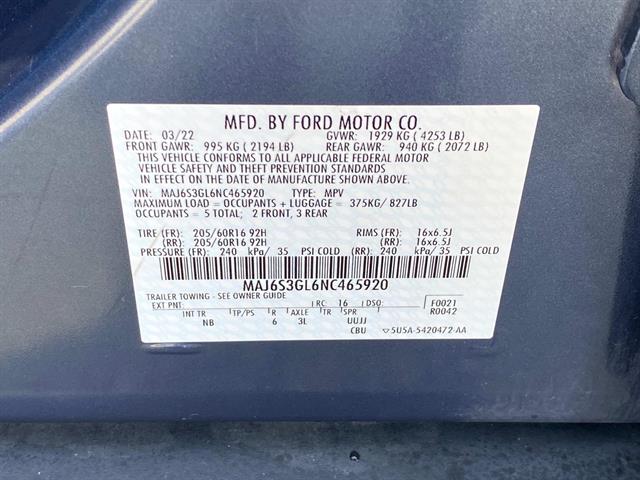 MFD. BY FORD MOTOR CO.
DATE: 03/22 GVWR: 1929 KG ( 4253 LB)
FRONT GAWR: 995 KG ( 2194 LB) REAR GAWR: 940 KG ( 2072 LB)
THIS VEHICLE CONFORMS TO ALL APPLICABLE FEDERAL MOTOR
VEHICLE SAFETY AND THEFT PREVENTION STANDARDS
IN EFFECT ON THE DATE OF MANUFACTURE SHOWN ABOVE.
VIN: MAJ6S3GL6NC465920 TYPE: MPV
MAXIMUM LOAD = OCCUPANTS + LUGGAGE = 375KG/ 827LB
OCCUPANTS = 5 TOTAL; 2 FRONT, 3 REAR
TIRE (FR): 205/60R16 92H RIMS (FR): 16x6.5J
(RR): 205/60R16 92H (RR): 16x6.5J
PRESSURE (FR): 240 kPa/ 35 PSI COLD (RR): 240 kPa/ 35 PSI COLD
MAJ6S3GL6NC465920
TRAILER TOWING - SEE OWNER GUIDE
EXT PNT: RC: 16 DSO: F0021
R0042
INT TR TP/PS R AXLE TR SPR
NB 6 3L UUJJ
CBU 5U5A-5420472-AA